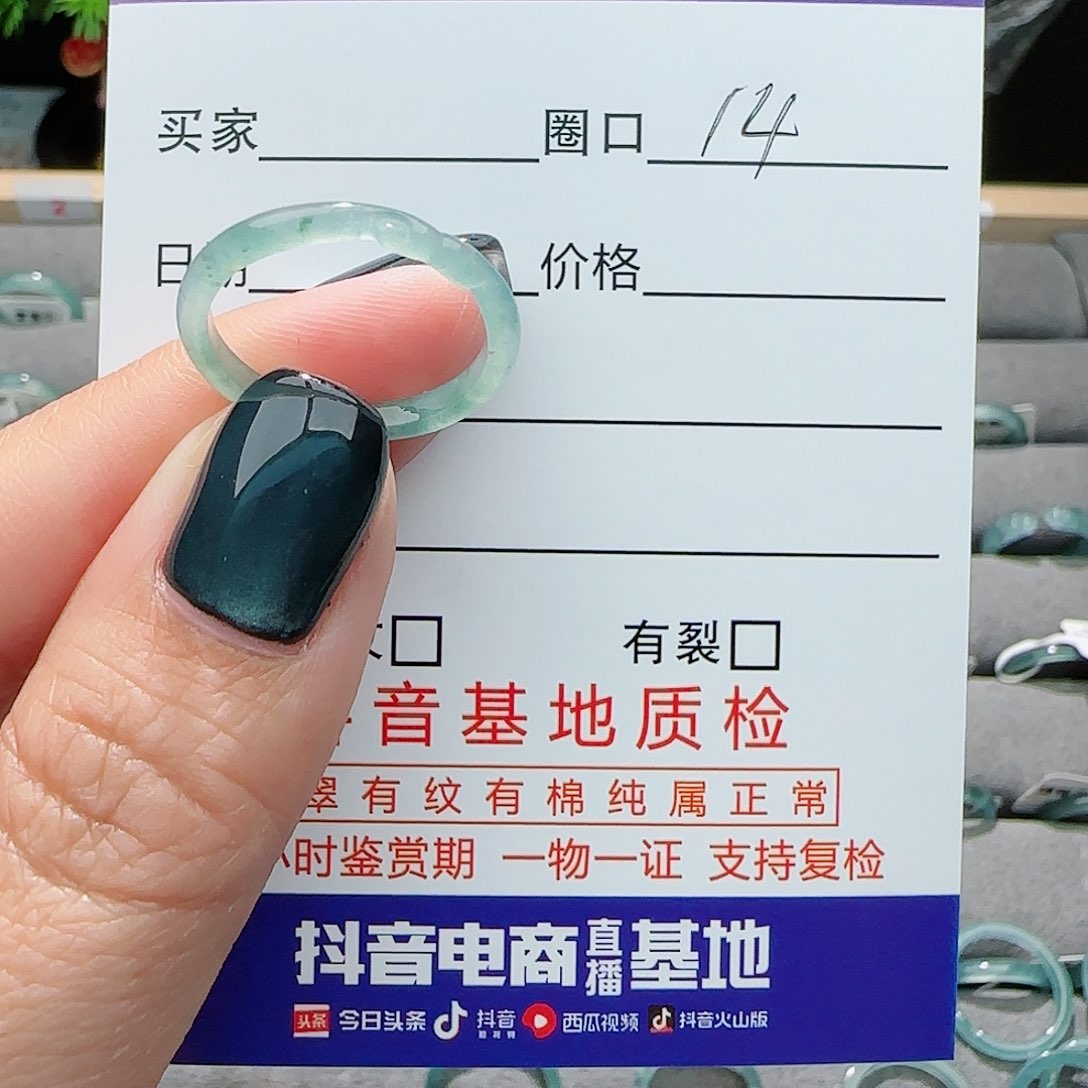 买家 圈口 14
日期 价格
有裂
音基地质检
翠有纹有棉纯属正常
小时鉴赏期 一物一证 支持复检
抖音电商直播基地
头条 今日头条 抖音 西瓜视频 抖音火山版